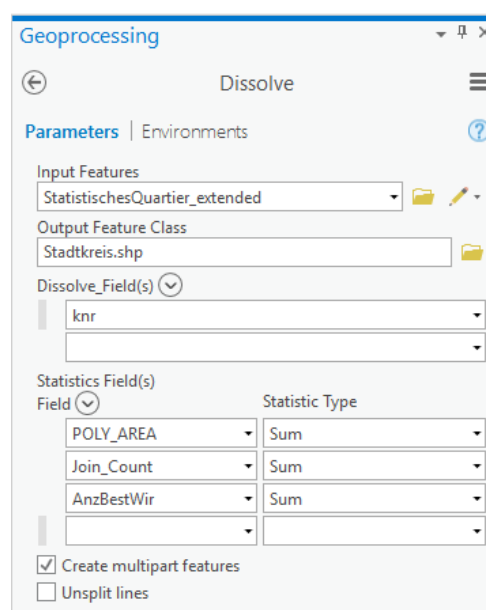 Geoprocessing
Dissolve
Parameters | Environments
?
Input Features
StatistischesQuartier_extended
Output Feature Class
Stadtkreis.shp
Dissolve_Field(s)
knr
Statistics Field(s)
Field Statistic Type
POLY_AREA Sum
Join_Count Sum
AnzBestWir Sum
Create multipart features
Unsplit lines